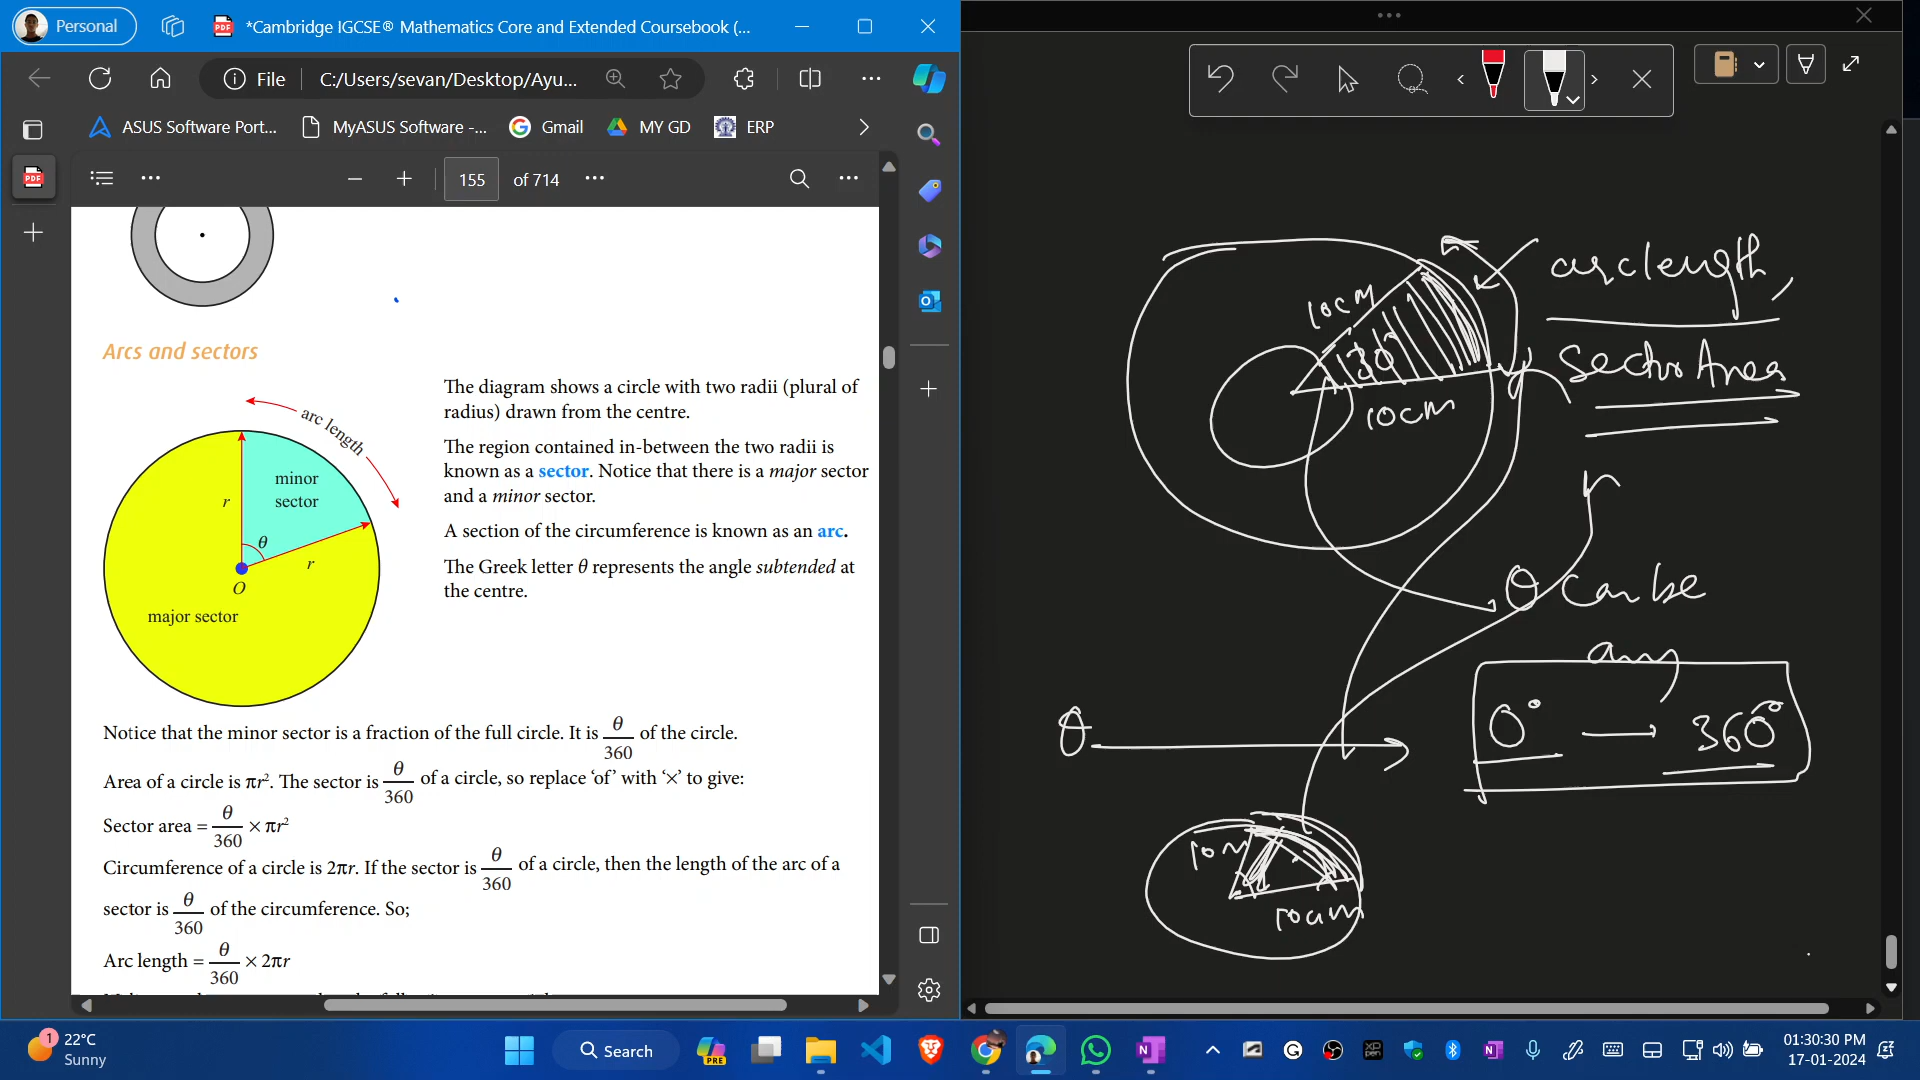 Personal
*Cambridge IGCSE® Mathematics Core and Extended Coursebook (...
File
C:/Users/sevan/Desktop/Ayu...
ASUS Software Port...
MyASUS Software -...
Gmail
MY GD
ERP
155 of 714
Arcs and sectors
arc length
minor
sector
r
θ
r
O
major sector
The diagram shows a circle with two radii (plural of
radius) drawn from the centre.
The region contained in-between the two radii is
known as a sector. Notice that there is a major sector
and a minor sector.
A section of the circumference is known as an arc.
The Greek letter θ represents the angle subtended at
the centre.
Notice that the minor sector is a fraction of the full circle. It is θ/360 of the circle.
Area of a circle is πr². The sector is θ/360 of a circle, so replace ‘of’ with ‘×’ to give:
Sector area = θ/360 × πr²
Circumference of a circle is 2πr. If the sector is θ/360 of a circle, then the length of the arc of a
sector is θ/360 of the circumference. So;
Arc length = θ/360 × 2πr
arc length,
Sector Area
10cm
30°
10cm
r
θ can be
any
0° → 360°
θ
10cm
1
22°C
Sunny
Search
PRE
01:30:30 PM
17-01-2024